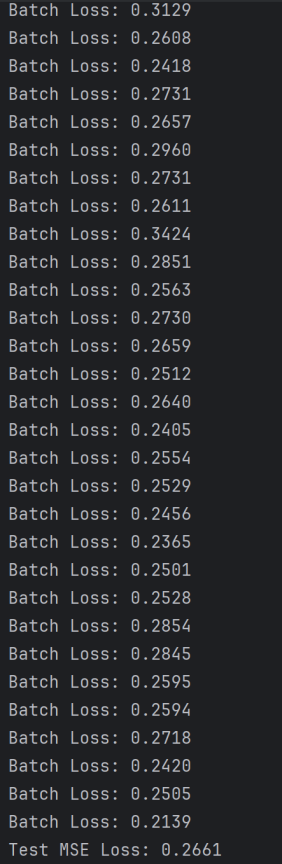 Batch Loss: 0.3129
Batch Loss: 0.2608
Batch Loss: 0.2418
Batch Loss: 0.2731
Batch Loss: 0.2657
Batch Loss: 0.2960
Batch Loss: 0.2731
Batch Loss: 0.2611
Batch Loss: 0.3424
Batch Loss: 0.2851
Batch Loss: 0.2563
Batch Loss: 0.2730
Batch Loss: 0.2659
Batch Loss: 0.2512
Batch Loss: 0.2640
Batch Loss: 0.2405
Batch Loss: 0.2554
Batch Loss: 0.2529
Batch Loss: 0.2456
Batch Loss: 0.2365
Batch Loss: 0.2501
Batch Loss: 0.2528
Batch Loss: 0.2854
Batch Loss: 0.2845
Batch Loss: 0.2595
Batch Loss: 0.2594
Batch Loss: 0.2718
Batch Loss: 0.2420
Batch Loss: 0.2505
Batch Loss: 0.2139
Test MSE Loss: 0.2661